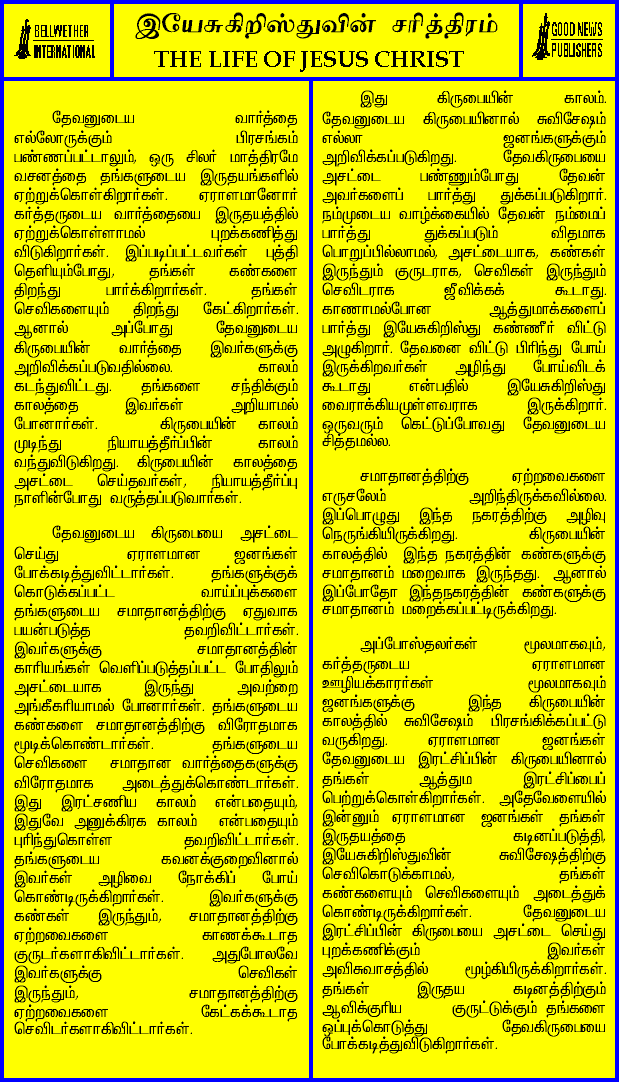 BELLWETHER
INTERNATIONAL
இயேசுகிறிஸ்துவின் சரித்திரம்
THE LIFE OF JESUS CHRIST
GOOD NEWS
PUBLISHERS
தேவனுடைய வார்த்தை
எல்லோருக்கும் பிரசங்கம்
பண்ணப்பட்டாலும், ஒரு சிலர் மாத்திரமே
வசனத்தை தங்களுடைய இருதயங்களில்
ஏற்றுக்கொள்கிறார்கள். ஏராளமானோர்
கர்த்தருடைய வார்த்தையை இருதயத்தில்
ஏற்றுக்கொள்ளாமல் புறக்கணித்து
விடுகிறார்கள். இப்படிப்பட்டவர்கள் புத்தி
தெளியும்போது, தங்கள் கண்களை
திறந்து பார்க்கிறார்கள். தங்கள்
செவிகளையும் திறந்து கேட்கிறார்கள்.
ஆனால் அப்போது தேவனுடைய
கிருபையின் வார்த்தை இவர்களுக்கு
அறிவிக்கப்படுவதில்லை. காலம்
கடந்துவிட்டது. தங்களை சந்திக்கும்
காலத்தை இவர்கள் அறியாமல்
போனார்கள். கிருபையின் காலம்
முடிந்து நியாயத்தீர்ப்பின் காலம்
வந்துவிடுகிறது. கிருபையின் காலத்தை
அசட்டை செய்தவர்கள், நியாயத்தீர்ப்பு
நாளின்போது வருத்தப்படுவார்கள்.
தேவனுடைய கிருபையை அசட்டை
செய்து ஏராளமான ஜனங்கள்
போக்கடித்துவிட்டார்கள். தங்களுக்குக்
கொடுக்கப்பட்ட வாய்ப்புக்களை
தங்களுடைய சமாதானத்திற்கு ஏதுவாக
பயன்படுத்த தவறிவிட்டார்கள்.
இவர்களுக்கு சமாதானத்தின்
காரியங்கள் வெளிப்படுத்தப்பட்ட போதிலும்
அசட்டையாக இருந்து அவற்றை
அங்கீகரியாமல் போனார்கள். தங்களுடைய
கண்களை சமாதானத்திற்கு விரோதமாக
மூடிக்கொண்டார்கள். தங்களுடைய
செவிகளை சமாதான வார்த்தைகளுக்கு
விரோதமாக அடைத்துக்கொண்டார்கள்.
இது இரட்சணிய காலம் என்பதையும்,
இதுவே அனுக்கிரக காலம் என்பதையும்
புரிந்துகொள்ள தவறிவிட்டார்கள்.
தங்களுடைய கவனக்குறைவினால்
இவர்கள் அழிவை நோக்கிப் போய்
கொண்டிருக்கிறார்கள். இவர்களுக்கு
கண்கள் இருந்தும், சமாதானத்திற்கு
ஏற்றவைகளை காணக்கூடாத
குருடர்களாகிவிட்டார்கள். அதுபோலவே
இவர்களுக்கு செவிகள்
இருந்தும், சமாதானத்திற்கு
ஏற்றவைகளை கேட்கக்கூடாத
செவிடர்களாகிவிட்டார்கள்.
இது கிருபையின் காலம்.
தேவனுடைய கிருபையினால் சுவிசேஷம்
எல்லா ஜனங்களுக்கும்
அறிவிக்கப்படுகிறது. தேவகிருபையை
அசட்டை பண்ணும்போது தேவன்
அவர்களைப் பார்த்து துக்கப்படுகிறார்.
நம்முடைய வாழ்க்கையில் தேவன் நம்மைப்
பார்த்து துக்கப்படும் விதமாக
பொறுப்பில்லாமல், அசட்டையாக, கண்கள்
இருந்தும் குருடராக, செவிகள் இருந்தும்
செவிடராக ஜீவிக்கக் கூடாது.
காணாமல்போன ஆத்துமாக்களைப்
பார்த்து இயேசுகிறிஸ்து கண்ணீர் விட்டு
அழுகிறார். தேவனை விட்டு பிரிந்து போய்
இருக்கிறவர்கள் அழிந்து போய்விடக்
கூடாது என்பதில் இயேசுகிறிஸ்து
வைராக்கியமுள்ளவராக இருக்கிறார்.
ஒருவரும் கெட்டுப்போவது தேவனுடைய
சித்தமல்ல.
சமாதானத்திற்கு ஏற்றவைகளை
எருசலேம் அறிந்திருக்கவில்லை.
இப்பொழுது இந்த நகரத்திற்கு அழிவு
நெருங்கியிருக்கிறது. கிருபையின்
காலத்தில் இந்த நகரத்தின் கண்களுக்கு
சமாதானம் மறைவாக இருந்தது. ஆனால்
இப்போதோ இந்தநகரத்தின் கண்களுக்கு
சமாதானம் மறைக்கப்பட்டிருக்கிறது.
அப்போஸ்தலர்கள் மூலமாகவும்,
கர்த்தருடைய ஏராளமான
ஊழியக்காரர்கள் மூலமாகவும்
ஜனங்களுக்கு இந்த கிருபையின்
காலத்தில் சுவிசேஷம் பிரசங்கிக்கப்பட்டு
வருகிறது. ஏராளமான ஜனங்கள்
தேவனுடைய இரட்சிப்பின் கிருபையினால்
தங்கள் ஆத்தும இரட்சிப்பைப்
பெற்றுக்கொள்கிறார்கள். அதேவேளையில்
இன்னும் ஏராளமான ஜனங்கள் தங்கள்
இருதயத்தை கடினப்படுத்தி,
இயேசுகிறிஸ்துவின் சுவிசேஷத்திற்கு
செவிகொடுக்காமல், தங்கள்
கண்களையும் செவிகளையும் அடைத்துக்
கொண்டிருக்கிறார்கள். தேவனுடைய
இரட்சிப்பின் கிருபையை அசட்டை செய்து
புறக்கணிக்கும் இவர்கள்
அவிசுவாசத்தில் மூழ்கியிருக்கிறார்கள்.
தங்கள் இருதய கடினத்திற்கும்
ஆவிக்குரிய குருட்டுக்கும் தங்களை
ஒப்புக்கொடுத்து தேவகிருபையை
போக்கடித்துவிடுகிறார்கள்.